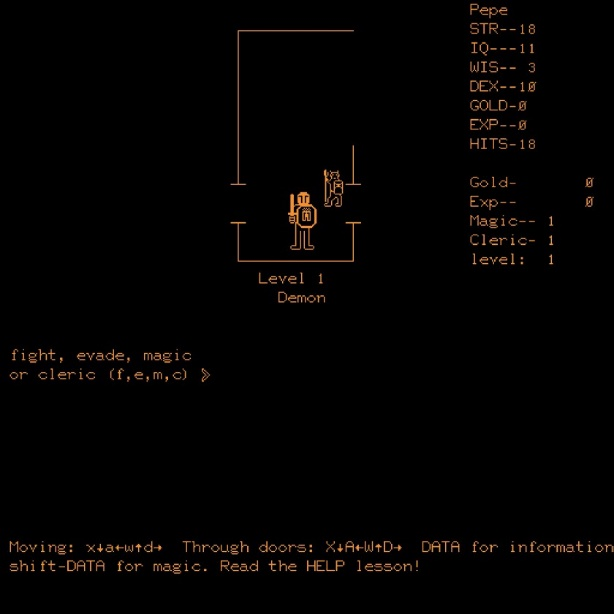 Pepe
STR--18
IQ---11
WIS-- 3
DEX--10
GOLD-0
EXP--0
HITS-18
Gold- 0
Exp-- 0
Magic-- 1
Cleric- 1
level: 1
Level 1
Demon
fight, evade, magic
or cleric (f,e,m,c) >
Moving: x↓a←w↑d→ Through doors: X↓A←W↑D→ DATA for information
shift-DATA for magic. Read the HELP lesson!